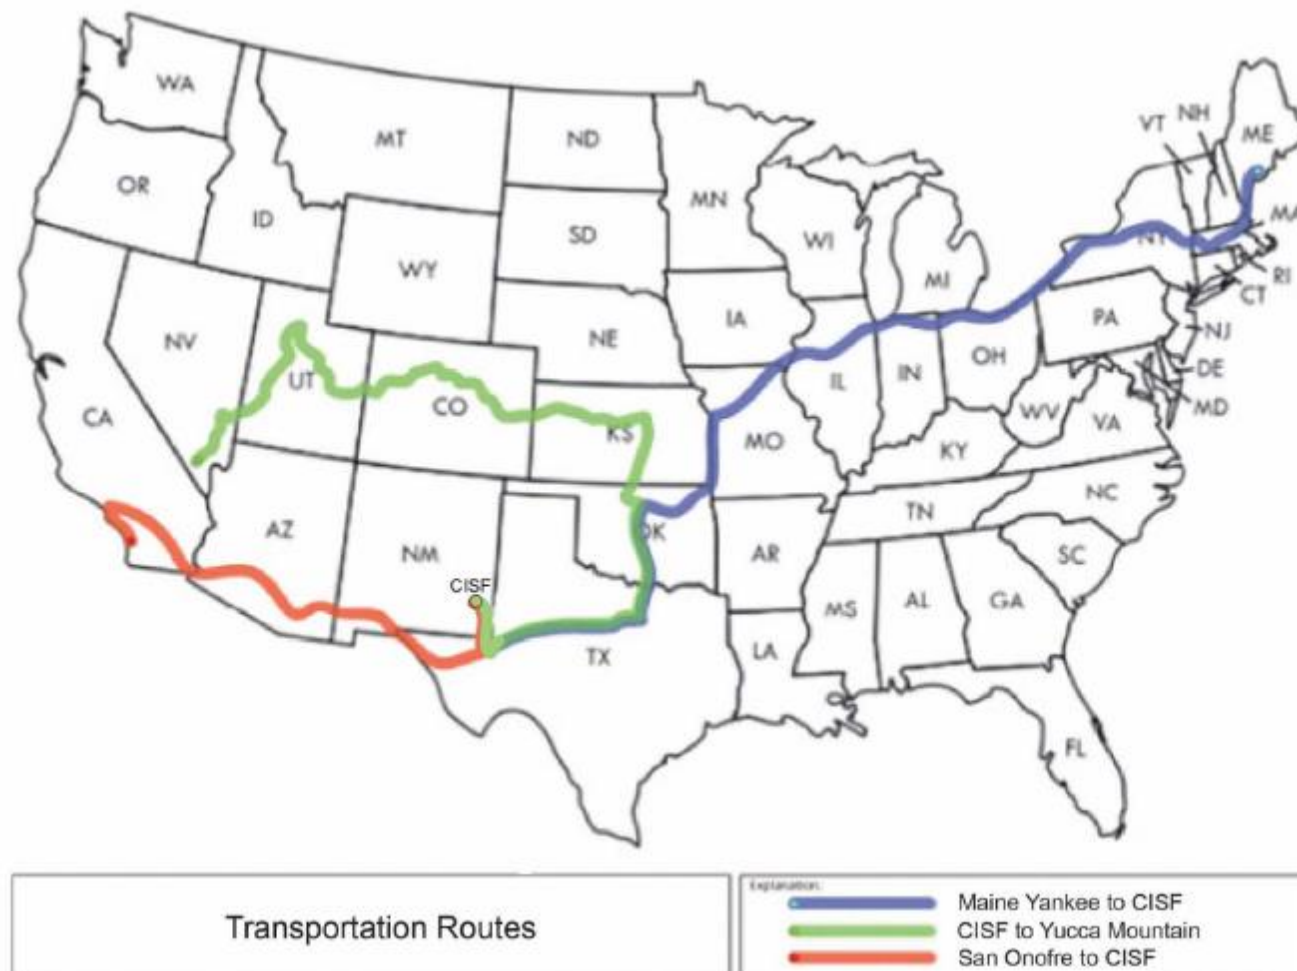 WA
MT
ND
VT
NH
ME
OR
ID
MN
SD
WI
MA
NY
WY
MI
RI
CT
IA
PA
NJ
NV
NE
OH
DE
UT
IL
IN
MD
CO
WV
CA
KS
VA
MO
KY
NC
TN
AZ
OK
NM
AR
SC
CISF
MS
AL
GA
TX
LA
FL
Transportation Routes
Explanation:
Maine Yankee to CISF
CISF to Yucca Mountain
San Onofre to CISF